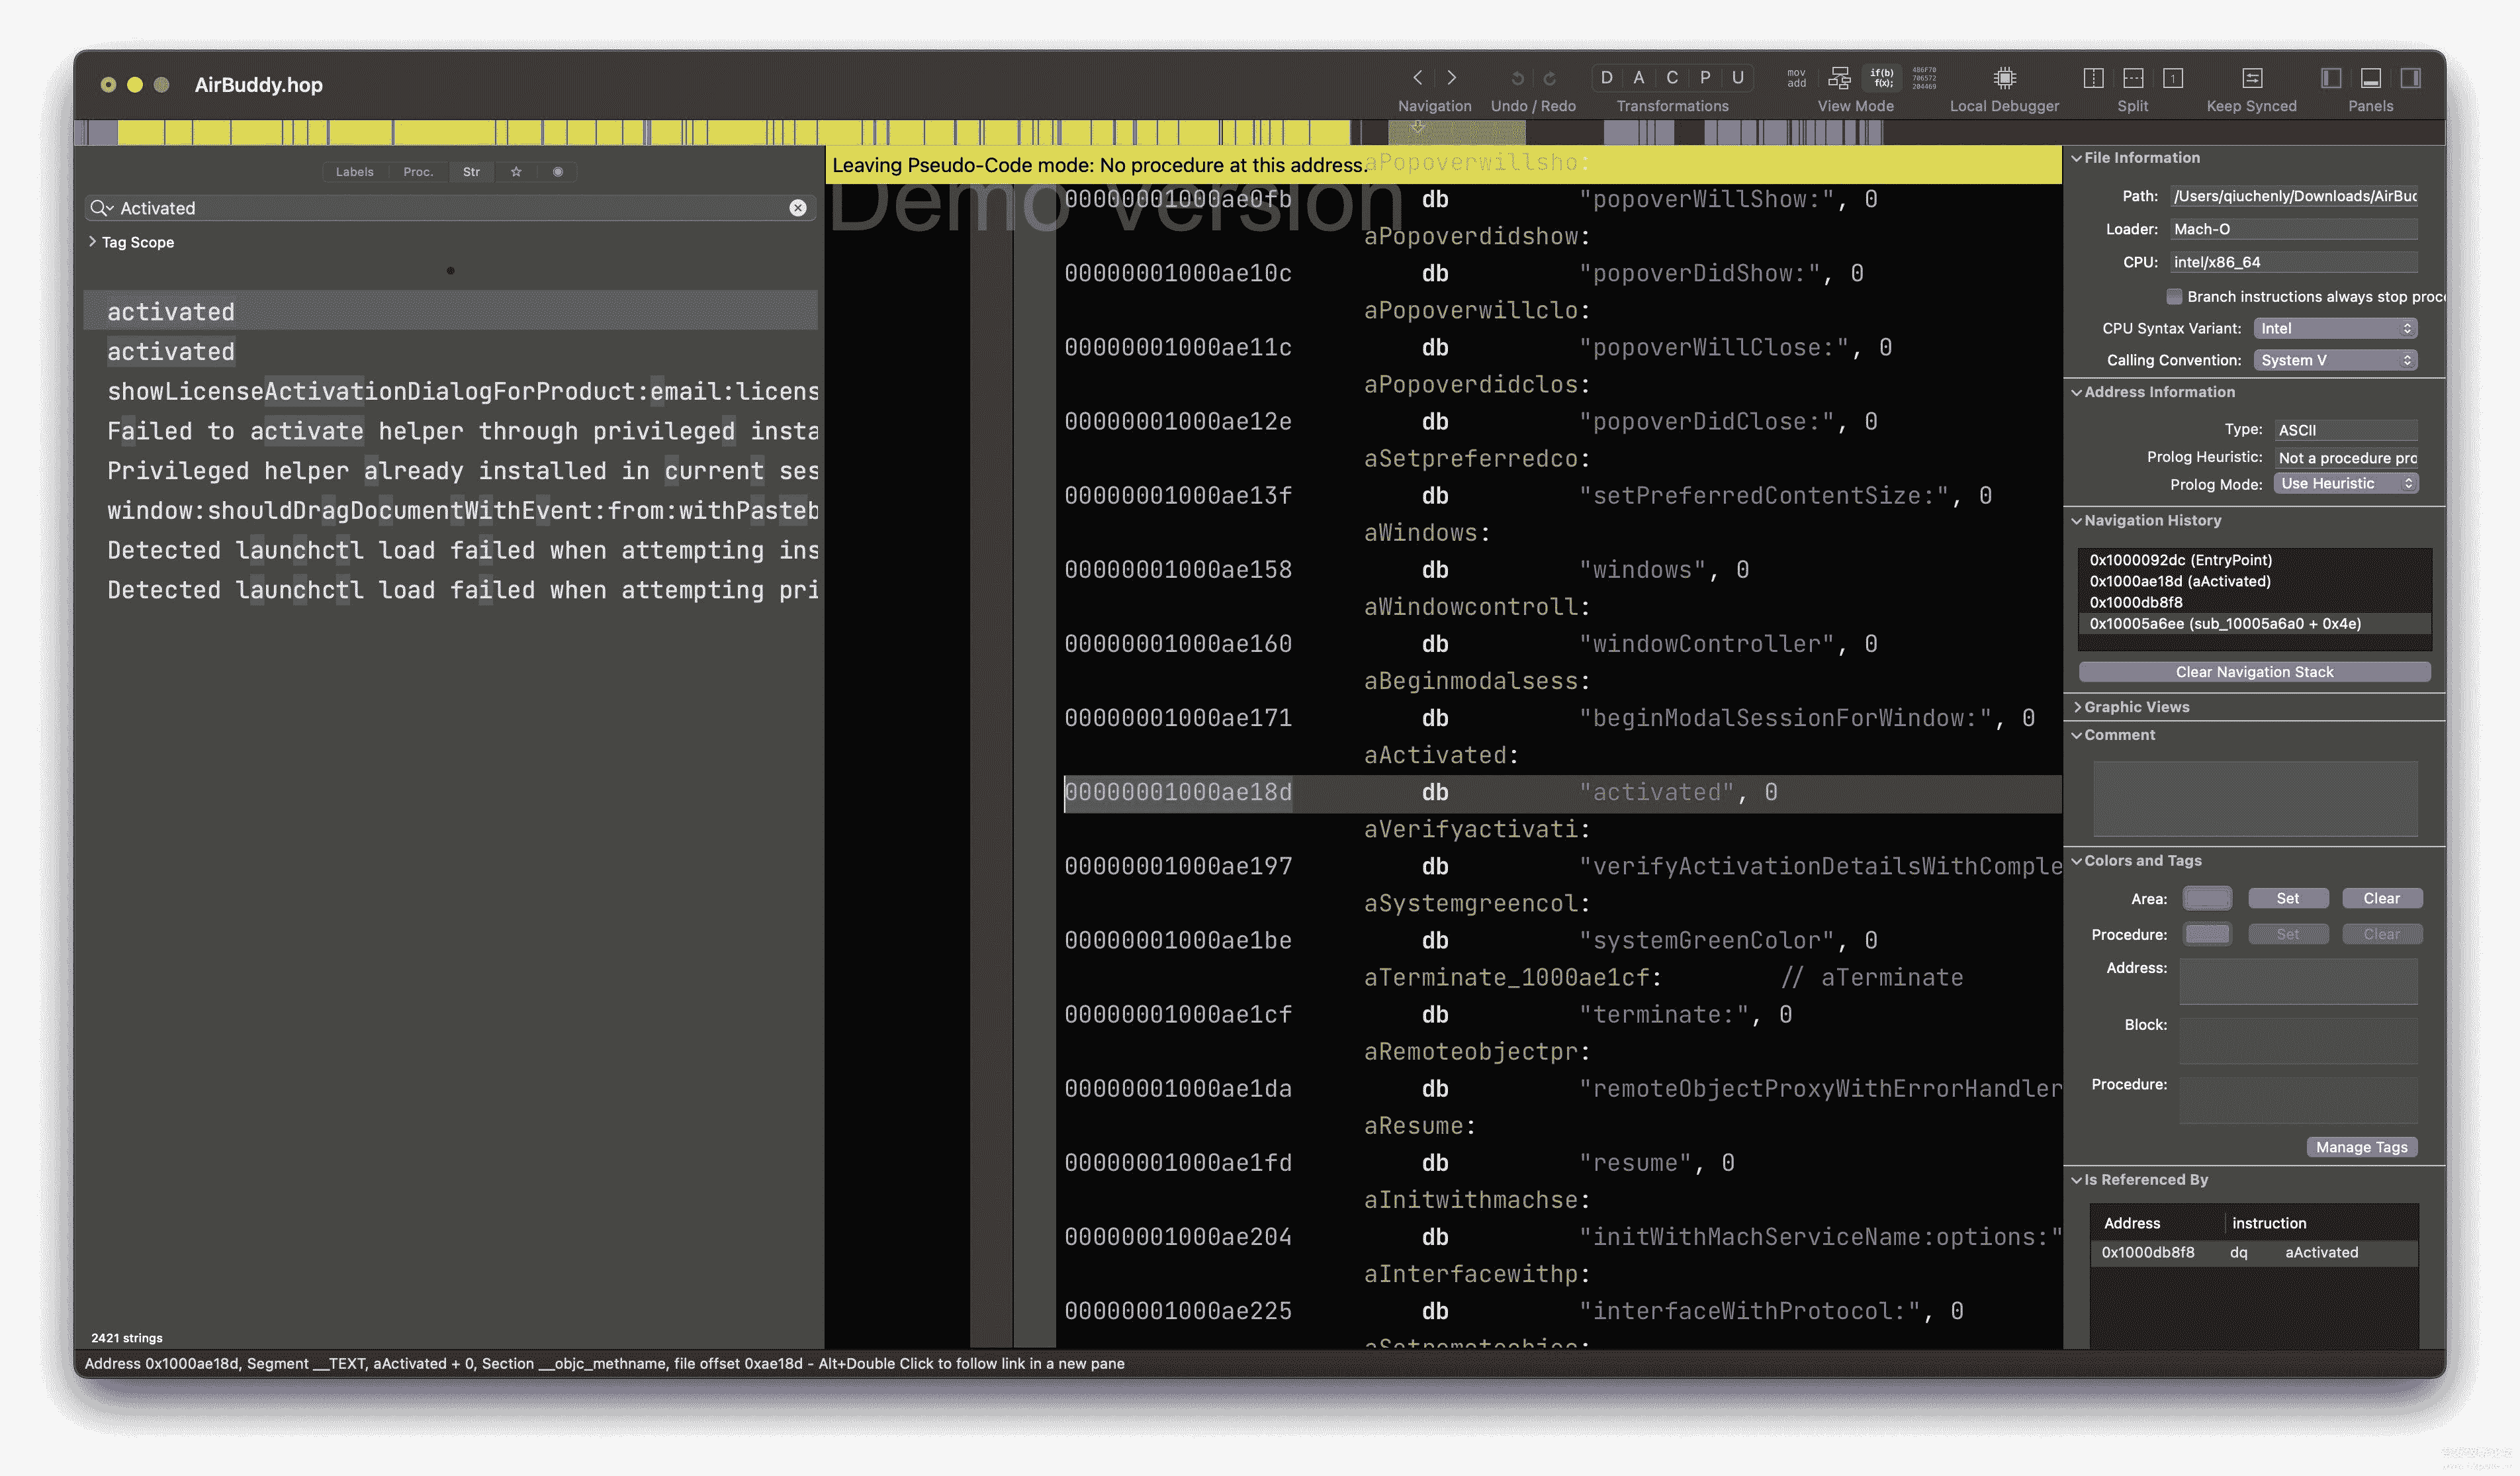 AirBuddy.hop
Navigation
Undo / Redo
D A C P U
Transformations
mov
add
if(b)
f(x);
486F70
706572
204469
View Mode
Local Debugger
1
Split
Keep Synced
Panels
Labels
Proc.
Str
Activated
Tag Scope
activated
activated
showLicenseActivationDialogForProduct:email:licens
Failed to activate helper through privileged insta
Privileged helper already installed in current ses
window:shouldDragDocumentWithEvent:from:withPasteb
Detected launchctl load failed when attempting ins
Detected launchctl load failed when attempting pri
2421 strings
Leaving Pseudo-Code mode: No procedure at this address.
aPopoverwillsho:
Demo version
00000001000ae0fb db "popoverWillShow:", 0
aPopoverdidshow:
00000001000ae10c db "popoverDidShow:", 0
aPopoverwillclo:
00000001000ae11c db "popoverWillClose:", 0
aPopoverdidclos:
00000001000ae12e db "popoverDidClose:", 0
aSetpreferredco:
00000001000ae13f db "setPreferredContentSize:", 0
aWindows:
00000001000ae158 db "windows", 0
aWindowcontroll:
00000001000ae160 db "windowController", 0
aBeginmodalsess:
00000001000ae171 db "beginModalSessionForWindow:", 0
aActivated:
00000001000ae18d db "activated", 0
aVerifyactivati:
00000001000ae197 db "verifyActivationDetailsWithComple
aSystemgreencol:
00000001000ae1be db "systemGreenColor", 0
aTerminate_1000ae1cf: // aTerminate
00000001000ae1cf db "terminate:", 0
aRemoteobjectpr:
00000001000ae1da db "remoteObjectProxyWithErrorHandler
aResume:
00000001000ae1fd db "resume", 0
aInitwithmachse:
00000001000ae204 db "initWithMachServiceName:options:"
aInterfacewithp:
00000001000ae225 db "interfaceWithProtocol:", 0
aSetremoteobjec:
File Information
Path: /Users/qiuchenly/Downloads/AirBud
Loader: Mach-O
CPU: intel/x86_64
Branch instructions always stop proce
CPU Syntax Variant: Intel
Calling Convention: System V
Address Information
Type: ASCII
Prolog Heuristic: Not a procedure pro
Prolog Mode: Use Heuristic
Navigation History
0x1000092dc (EntryPoint)
0x1000ae18d (aActivated)
0x1000db8f8
0x10005a6ee (sub_10005a6a0 + 0x4e)
Clear Navigation Stack
Graphic Views
Comment
Colors and Tags
Area: Set Clear
Procedure: Set Clear
Address:
Block:
Procedure:
Manage Tags
Is Referenced By
Address instruction
0x1000db8f8 dq aActivated
Address 0x1000ae18d, Segment __TEXT, aActivated + 0, Section __objc_methname, file offset 0xae18d - Alt+Double Click to follow link in a new pane